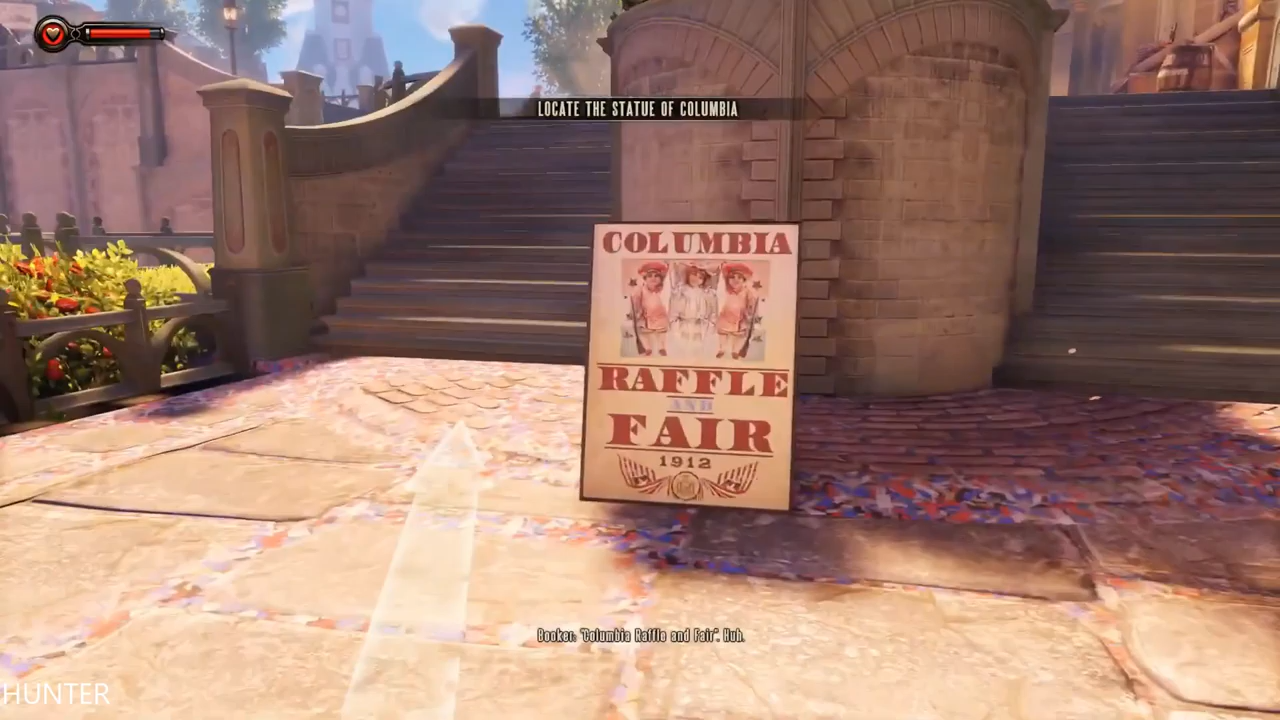 LOCATE THE STATUE OF COLUMBIA
COLUMBIA
RAFFLE
AND
FAIR
1912
Booker: "Columbia Raffle and Fair". Huh.
HUNTER